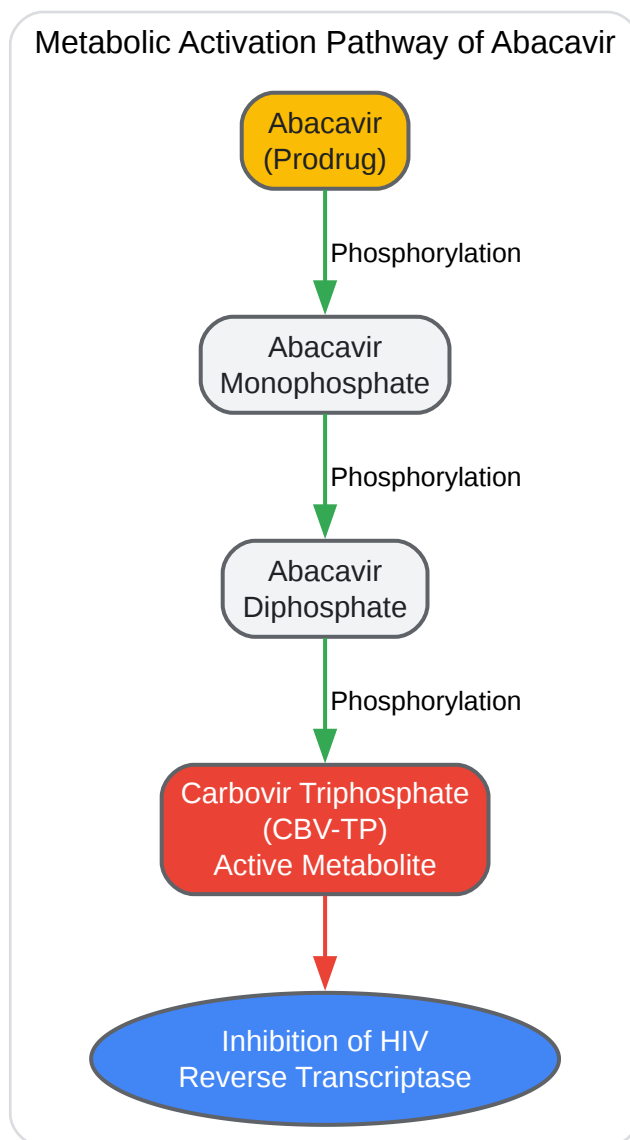 Metabolic Activation Pathway of Abacavir
Abacavir
(Prodrug)
Phosphorylation
Abacavir
Monophosphate
Phosphorylation
Abacavir
Diphosphate
Phosphorylation
Carbovir Triphosphate
(CBV-TP)
Active Metabolite
Inhibition of HIV
Reverse Transcriptase